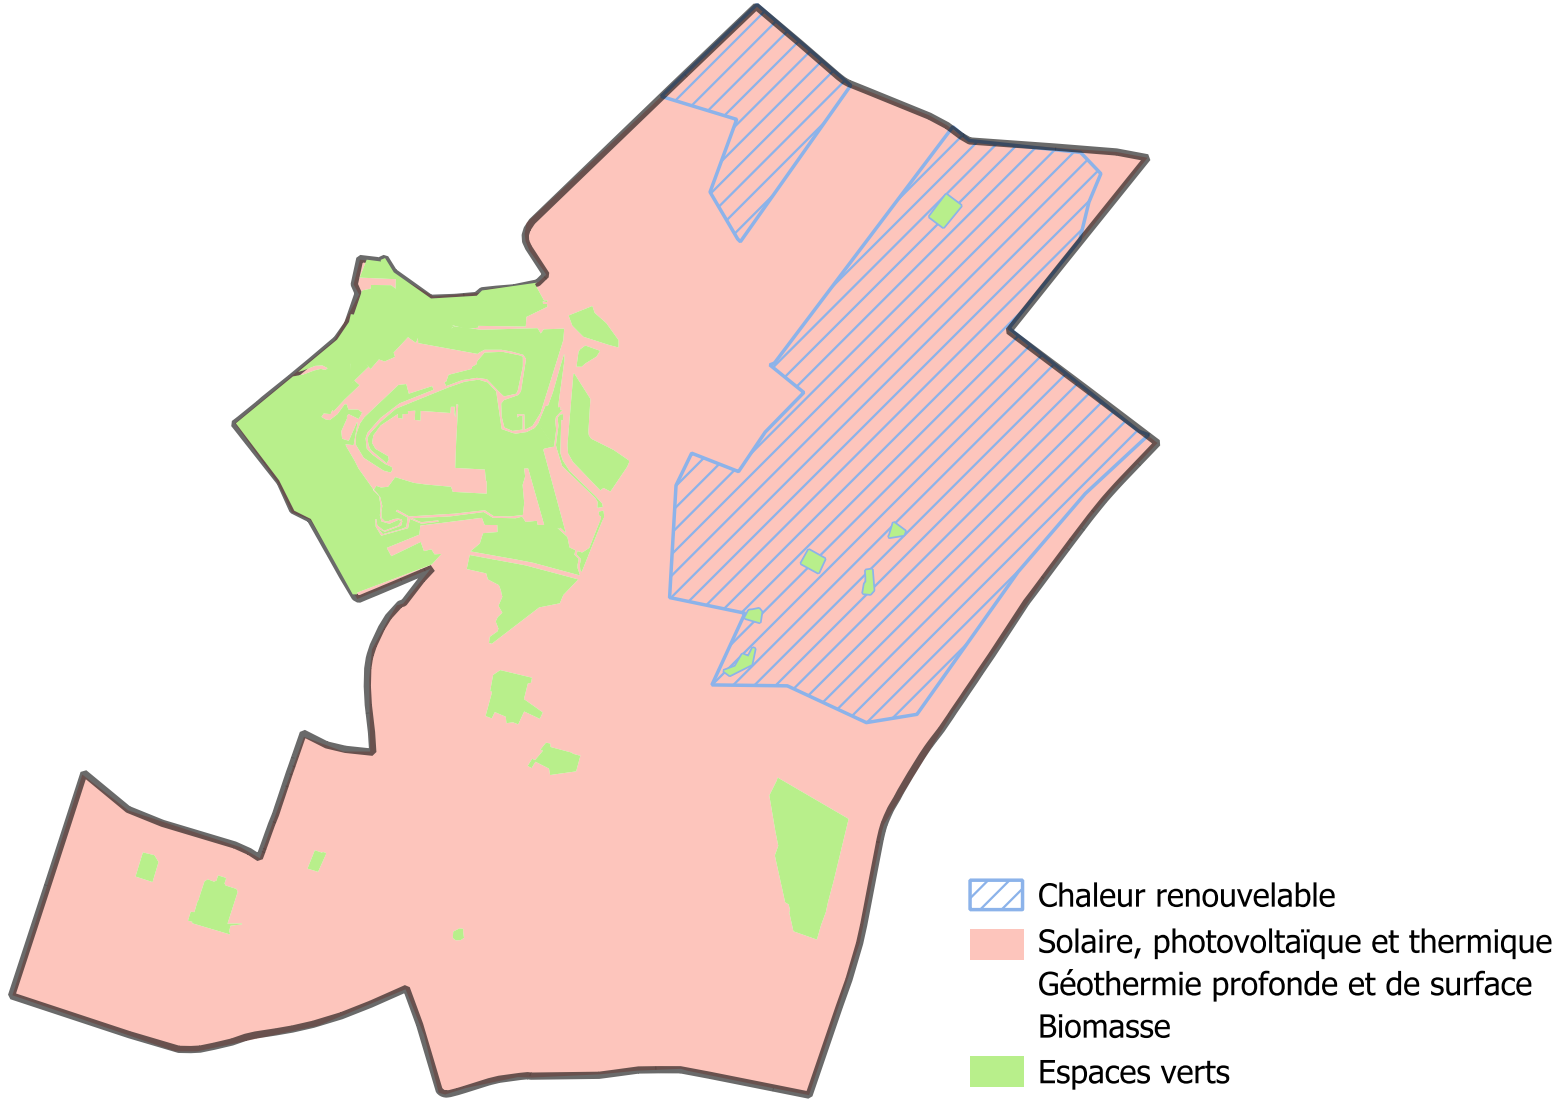 Chaleur renouvelable
Solaire, photovoltaïque et thermique
Géothermie profonde et de surface
Biomasse
Espaces verts